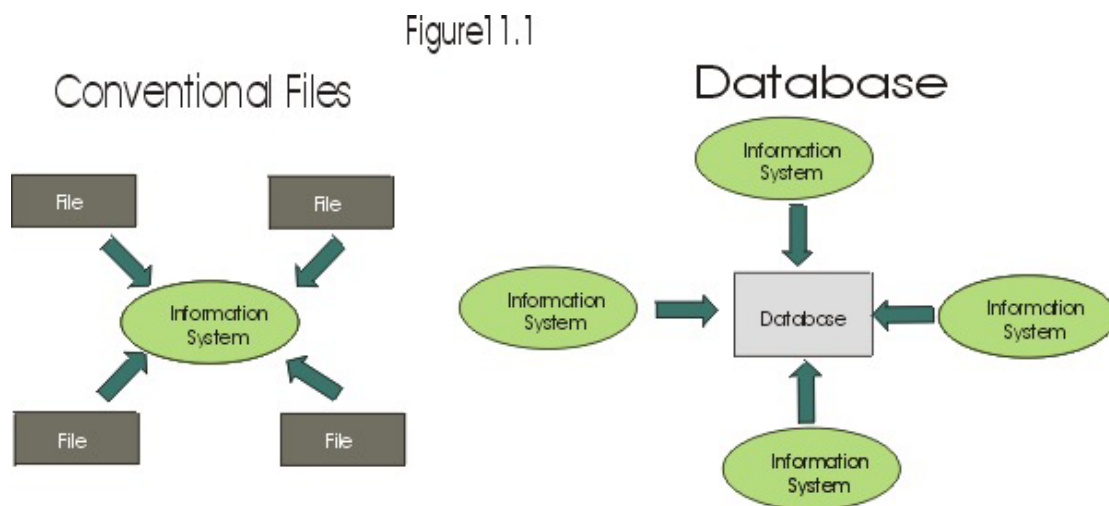 Figure11.1
Conventional Files
Database
File
File
Information
System
File
File
Information
System
Information
System
Database
Information
System
Information
System